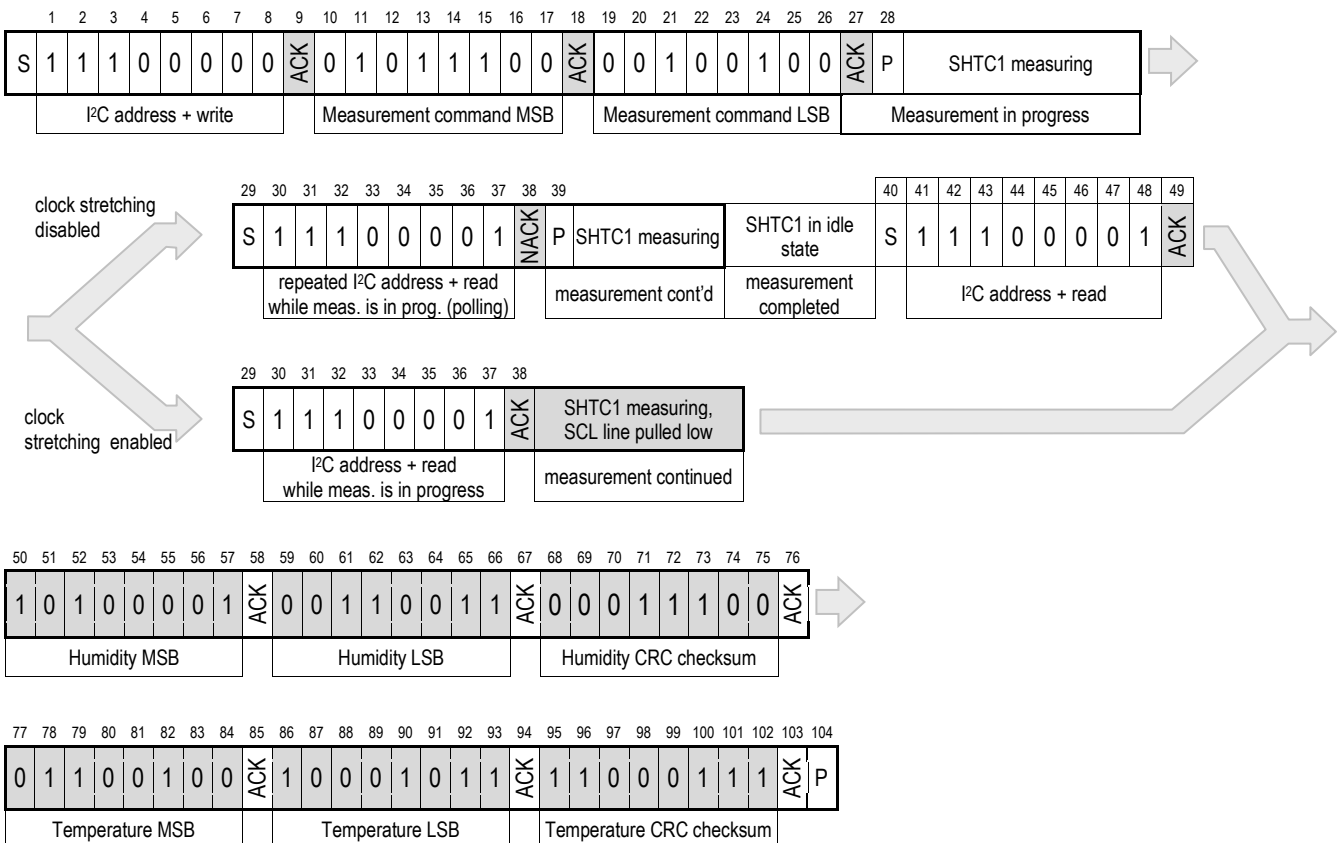 1 2 3 4 5 6 7 8 9 10 11 12 13 14 15 16 17 18 19 20 21 22 23 24 25 26 27 28
S 1 1 1 0 0 0 0 0 ACK 0 1 0 1 1 1 0 0 ACK 0 0 1 0 0 1 0 0 ACK P SHTC1 measuring
I²C address + write Measurement command MSB Measurement command LSB Measurement in progress
clock stretching
disabled
29 30 31 32 33 34 35 36 37 38 39 40 41 42 43 44 45 46 47 48 49
S 1 1 1 0 0 0 0 1 NACK P SHTC1 measuring
SHTC1 in idle
state
S 1 1 1 0 0 0 0 1 ACK
repeated I²C address + read
while meas. is in prog. (polling)
measurement cont'd
measurement
completed
I²C address + read
clock
stretching enabled
29 30 31 32 33 34 35 36 37 38
S 1 1 1 0 0 0 0 1 ACK
SHTC1 measuring,
SCL line pulled low
I²C address + read
while meas. is in progress
measurement continued
50 51 52 53 54 55 56 57 58 59 60 61 62 63 64 65 66 67 68 69 70 71 72 73 74 75 76
1 0 1 0 0 0 0 1 ACK 0 0 1 1 0 0 1 1 ACK 0 0 0 1 1 1 0 0 ACK
Humidity MSB Humidity LSB Humidity CRC checksum
77 78 79 80 81 82 83 84 85 86 87 88 89 90 91 92 93 94 95 96 97 98 99 100 101 102 103 104
0 1 1 0 0 1 0 0 ACK 1 0 0 0 1 0 1 1 ACK 1 1 0 0 0 1 1 1 ACK P
Temperature MSB Temperature LSB Temperature CRC checksum